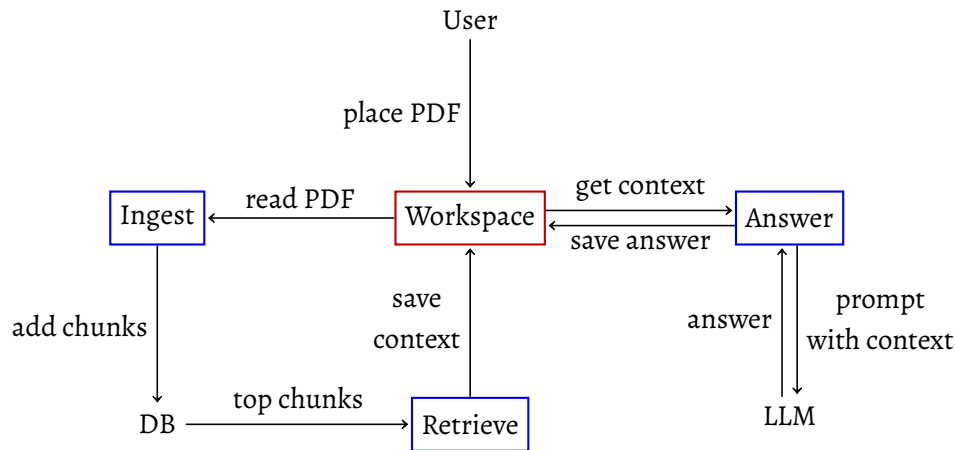 User
place PDF
Ingest
read PDF
Workspace
get context
save answer
Answer
add chunks
save
context
answer
prompt
with context
DB
top chunks
Retrieve
LLM